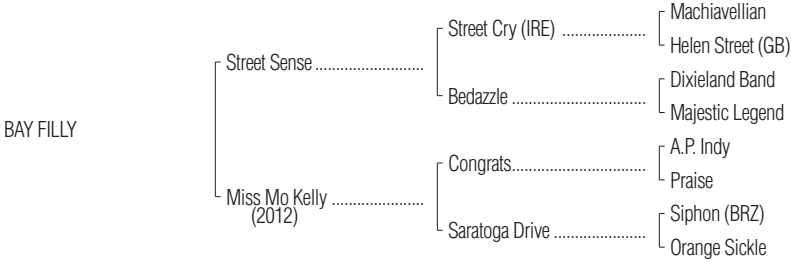 Machiavellian
Street Cry (IRE) ....................
Helen Street (GB)
Street Sense ..........................
Dixieland Band
Bedazzle ................................
Majestic Legend
BAY FILLY
A.P. Indy
Congrats................................
Praise
Miss Mo Kelly ......................
(2012)
Siphon (BRZ)
Saratoga Drive ......................
Orange Sickle